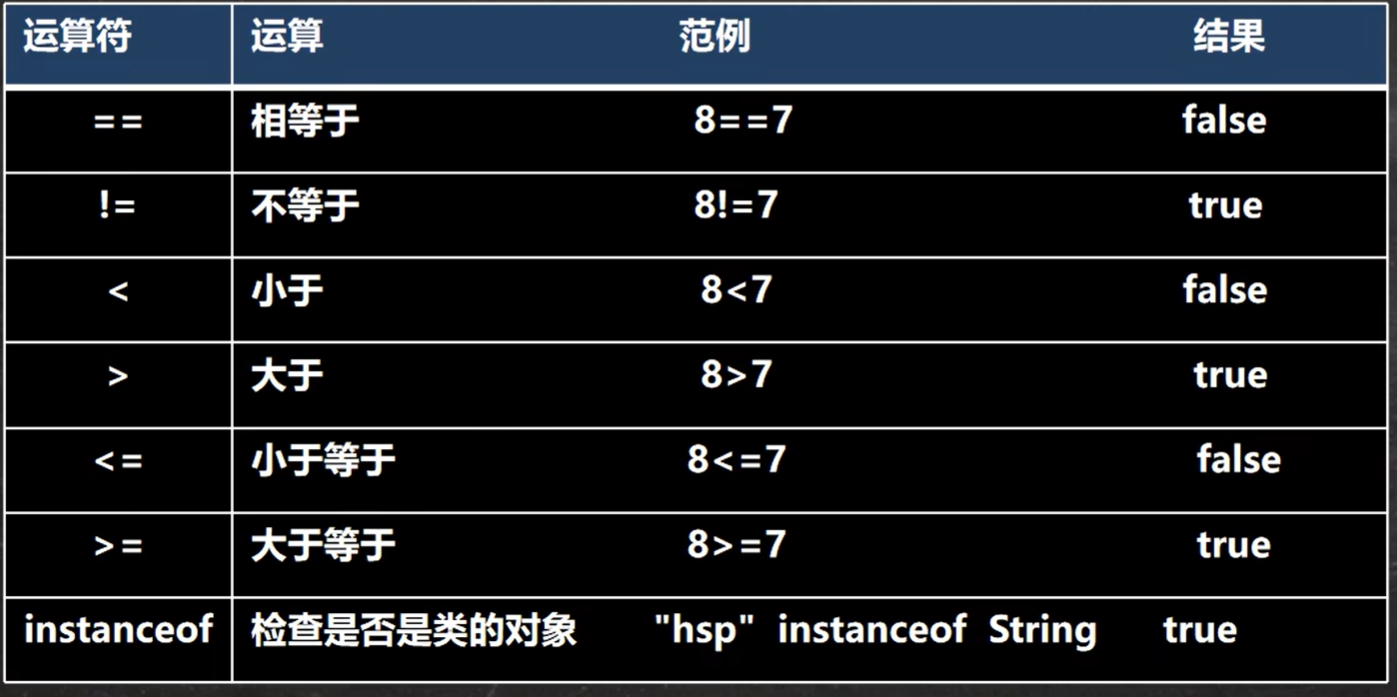 运算符 运算 范例 结果
== 相等于 8==7 false
!= 不等于 8!=7 true
< 小于 8<7 false
> 大于 8>7 true
<= 小于等于 8<=7 false
>= 大于等于 8>=7 true
instanceof 检查是否是类的对象 "hsp" instanceof String true